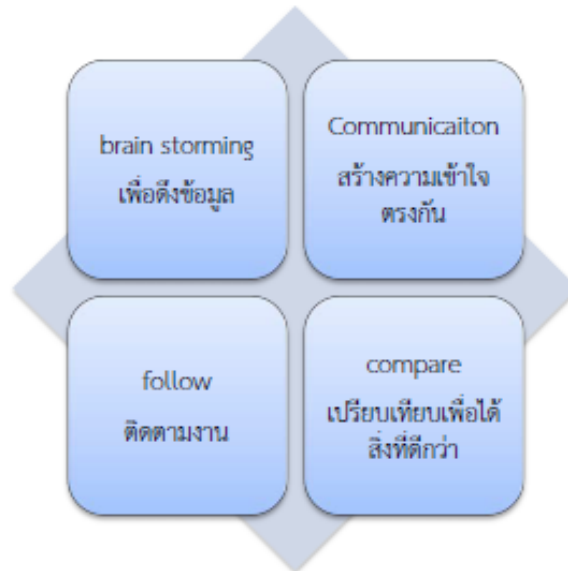 brain storming
เพื่อดึงข้อมูล
Communicaiton
สร้างความเข้าใจ
ตรงกัน
follow
ติดตามงาน
compare
เปรียบเทียบเพื่อได้
สิ่งที่ดีกว่า